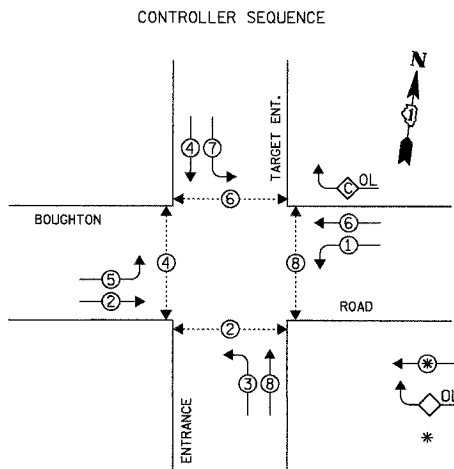 CONTROLLER SEQUENCE
N
1
TARGET ENT.
4 7
C OL
6
BOUGHTON
6
1
5
4
8
2
ROAD
2
*
3 8
OL
ENTRANCE
*